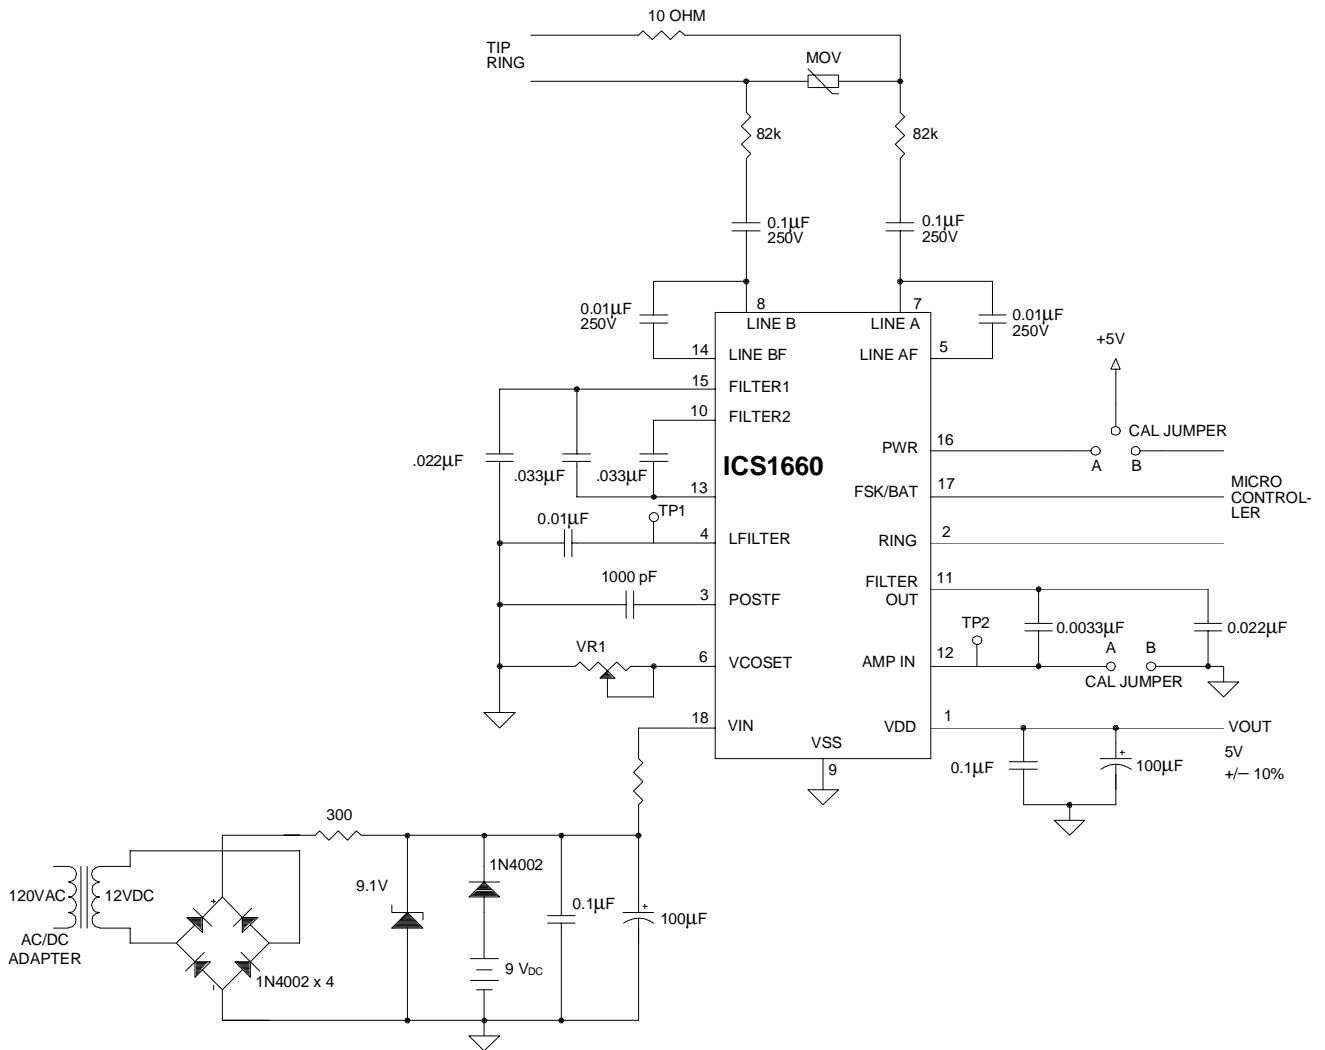 10 OHM
TIP
RING
MOV
82k
82k
0.1µF
250V
0.1µF
250V
0.01µF
250V
8
LINE B
7
LINE A
0.01µF
250V
14
LINE BF
LINE AF
5
+5V
15
FILTER1
10
FILTER2
PWR
16
CAL JUMPER
A
B
.022µF
.033µF
.033µF
ICS1660
13
FSK/BAT
17
MICRO
CONTROL-
LER
0.01µF
TP1
4
LFILTER
RING
2
1000 pF
3
POSTF
FILTER
OUT
11
0.0033µF
0.022µF
VR1
6
VCOSET
AMP IN
12
TP2
A
B
CAL JUMPER
18
VIN
VDD
1
VOUT
5V
+/− 10%
VSS
9
0.1µF
+
100µF
300
120VAC
12VDC
AC/DC
ADAPTER
+
-
1N4002 x 4
9.1V
1N4002
9 VDC
0.1µF
+
100µF